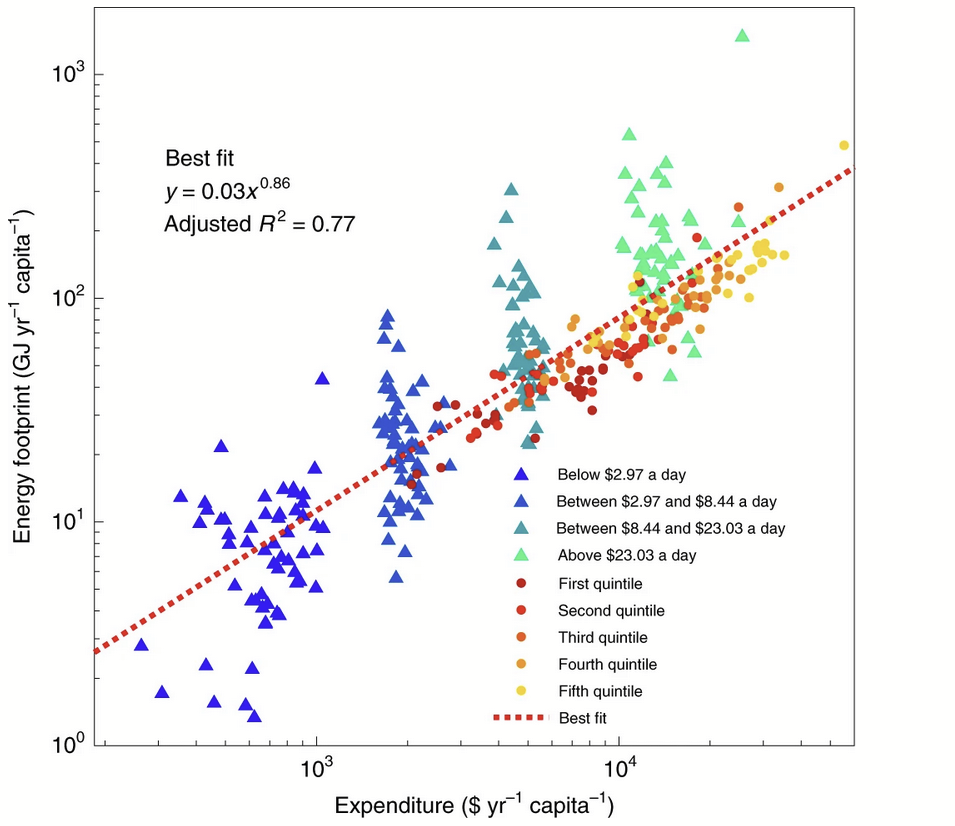 10³
Best fit
y = 0.03x⁰·⁸⁶
Adjusted R² = 0.77
Energy footprint (GJ yr⁻¹ capita⁻¹)
10²
Below $2.97 a day
Between $2.97 and $8.44 a day
10¹
Between $8.44 and $23.03 a day
Above $23.03 a day
First quintile
Second quintile
Third quintile
Fourth quintile
Fifth quintile
Best fit
10⁰
10³ 10⁴
Expenditure ($ yr⁻¹ capita⁻¹)